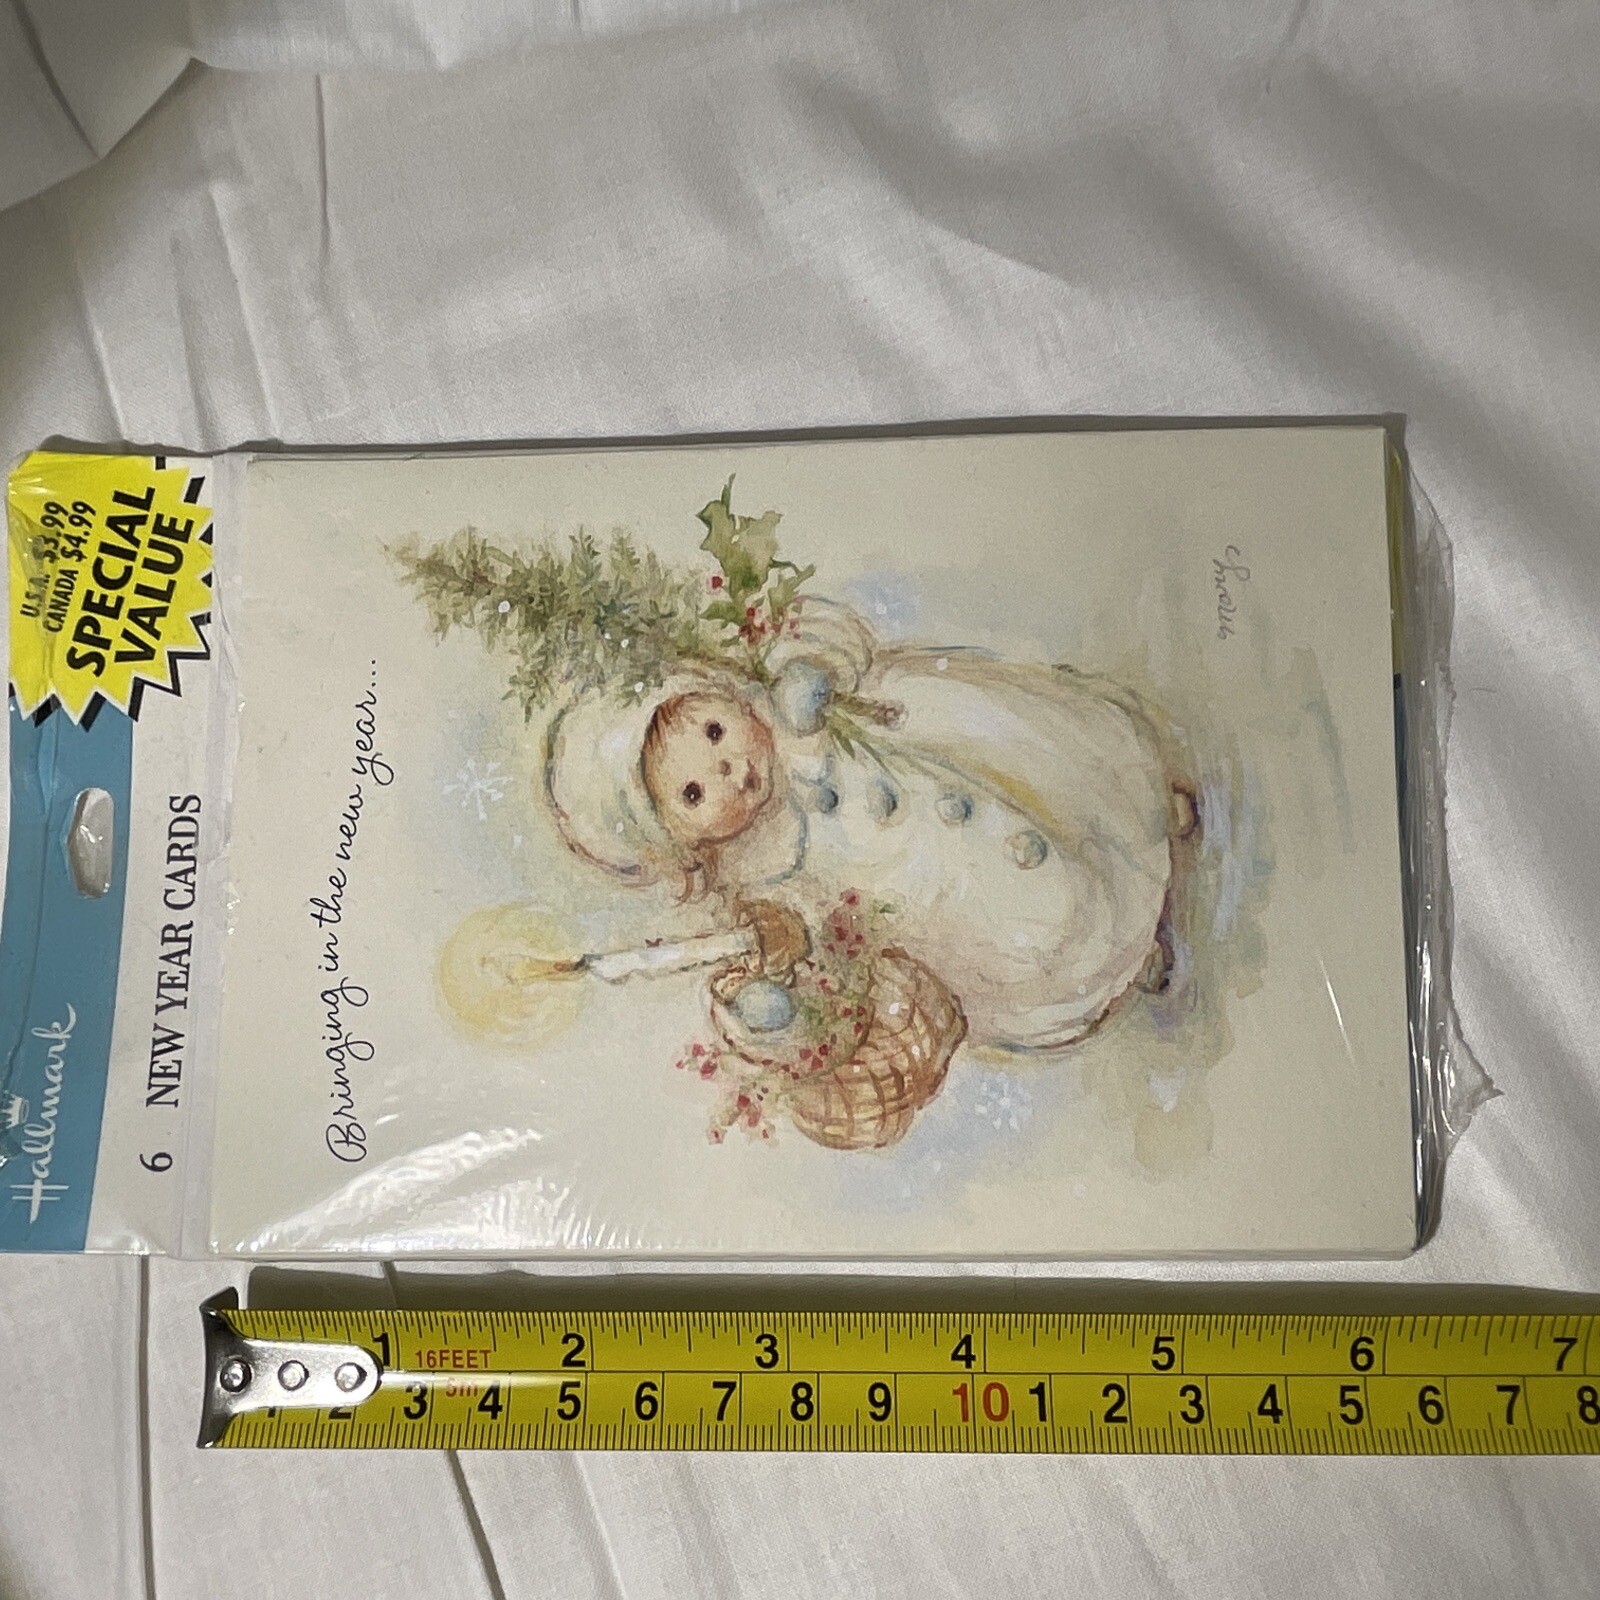 Hallmark
U.S.A. $3.99
CANADA $4.99
SPECIAL
VALUE
6 NEW YEAR CARDS
Bringing in the new year...
1 2 3 4 5 6 7
16FEET
5m
1 2 3 4 5 6 7 8 9 10 1 2 3 4 5 6 7 8